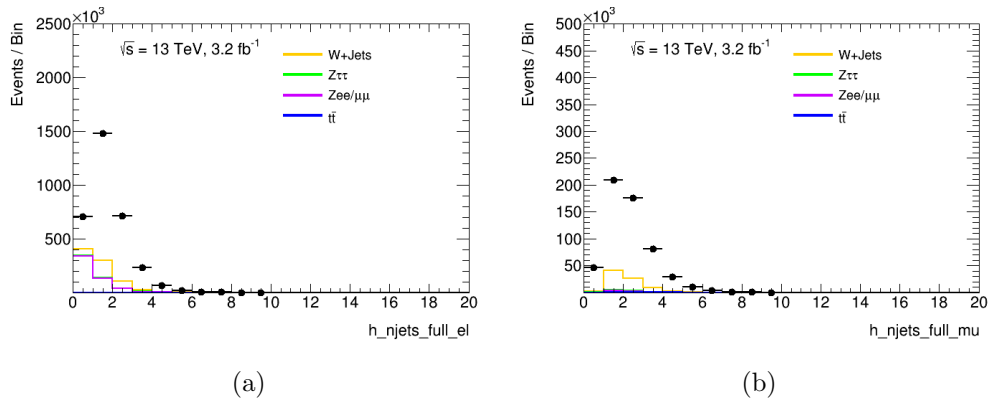 ×10³
2500
2000
1500
1000
500
0 2 4 6 8 10 12 14 16 18 20
Events / Bin
√s = 13 TeV, 3.2 fb⁻¹
W+Jets
Zττ
Zee/μμ
tt̄
h_njets_full_el
(a)
×10³
500
450
400
350
300
250
200
150
100
50
0 2 4 6 8 10 12 14 16 18 20
Events / Bin
√s = 13 TeV, 3.2 fb⁻¹
W+Jets
Zττ
Zee/μμ
tt̄
h_njets_full_mu
(b)